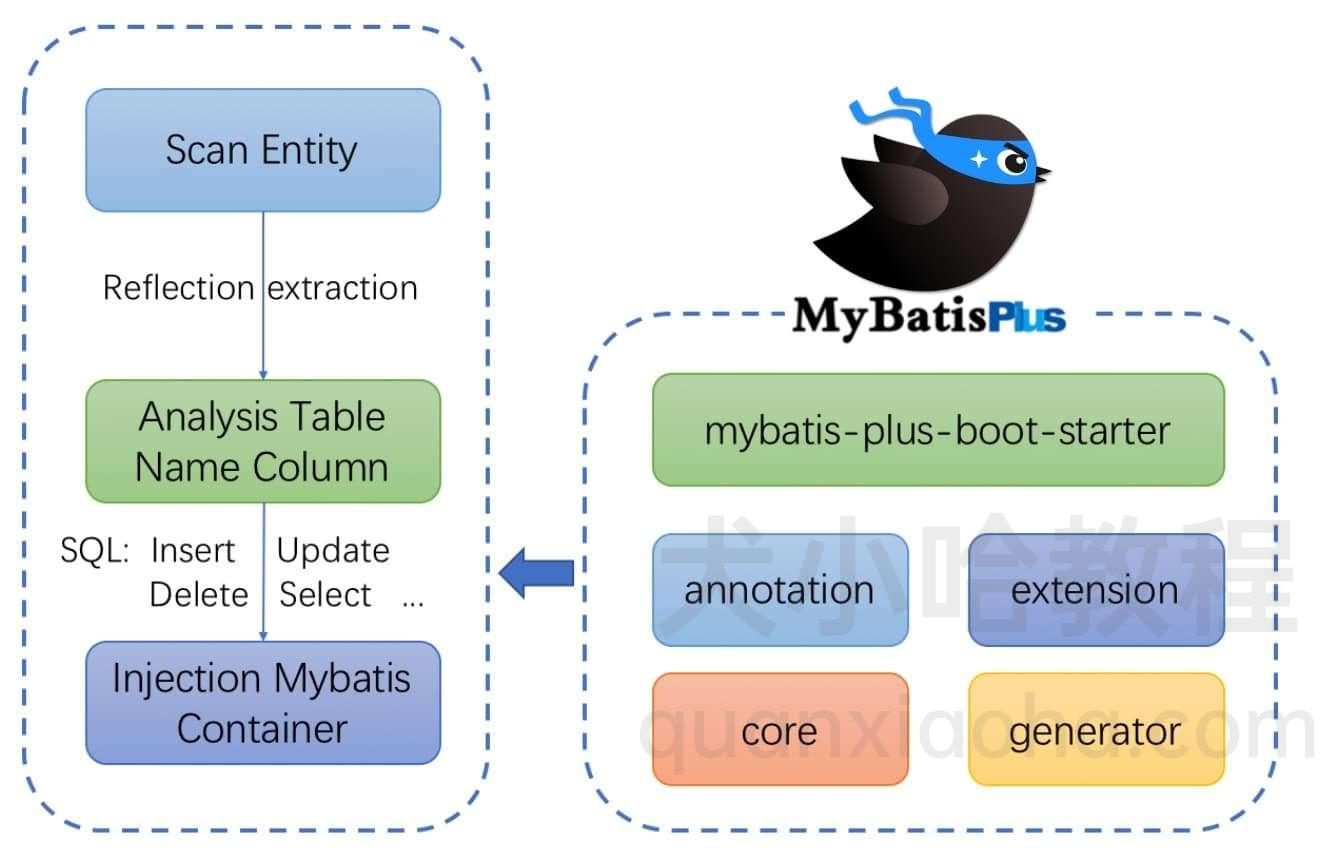 Scan Entity
Reflection extraction
Analysis Table
Name Column
SQL: Insert Update
Delete Select ...
Injection Mybatis
Container
MyBatisPlus
mybatis-plus-boot-starter
annotation
extension
core
generator
犬小哈教程
quanxiaoha.com